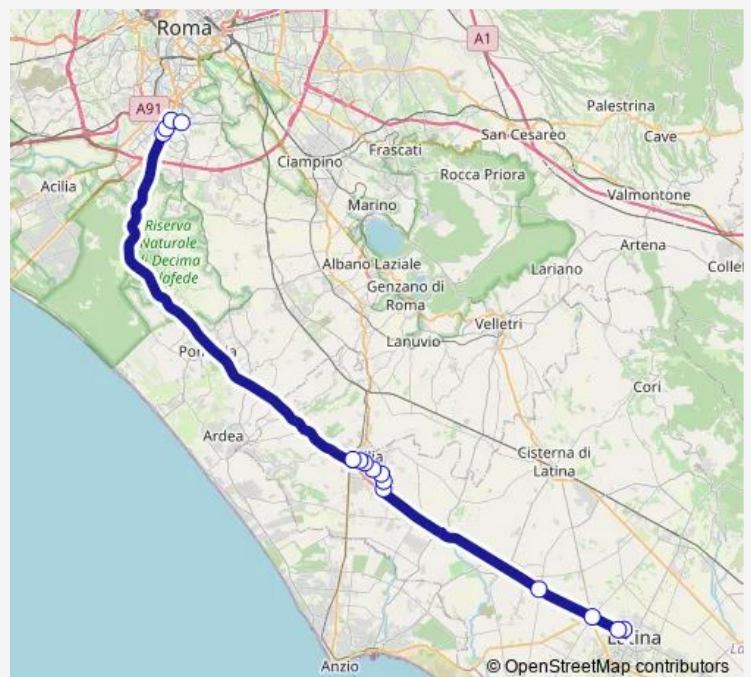 Roma
A1
A91
Palestrina
San Cesareo
Cave
Frascati
Ciampino
Rocca Priora
Acilia
Valmontone
Marino
Riserva
Naturale
Artena
Albano Laziale
Lariano
Genzano di
Roma
Velletri
Lanuvio
Cori
Ardea
Cisterna di
Latina
Anzio
© OpenStreetMap contributors